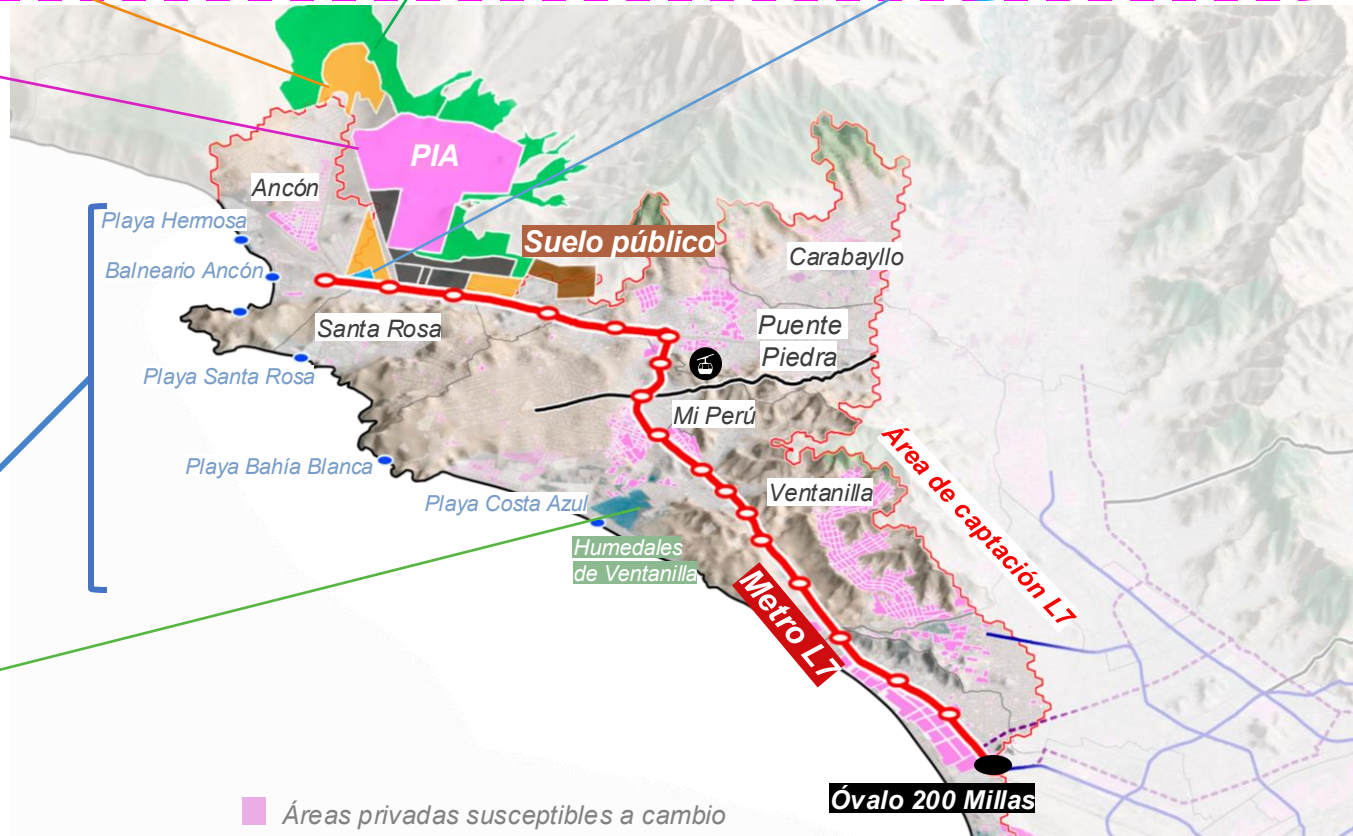 PIA
Ancón
Playa Hermosa
Suelo público
Carabayllo
Balneario Ancón
Santa Rosa
Puente
Piedra
Playa Santa Rosa
Mi Perú
Área de captación L7
Playa Bahía Blanca
Ventanilla
Playa Costa Azul
Humedales
de Ventanilla
Metro L7
Óvalo 200 Millas
Áreas privadas susceptibles a cambio